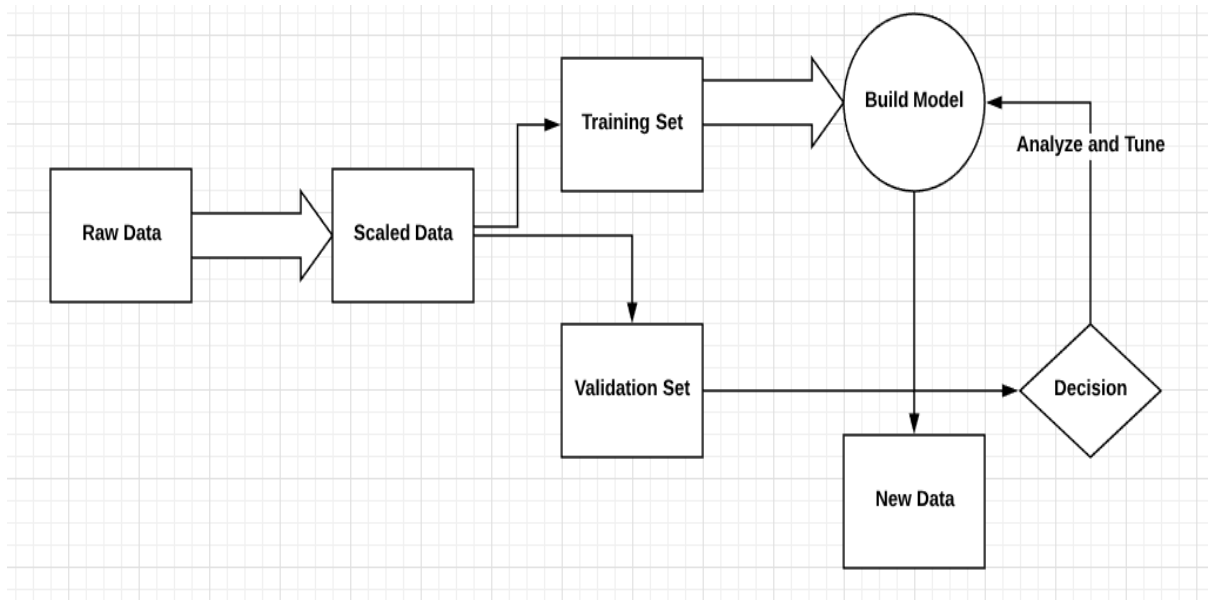 Build Model
Training Set
Analyze and Tune
Raw Data
Scaled Data
Validation Set
Decision
New Data